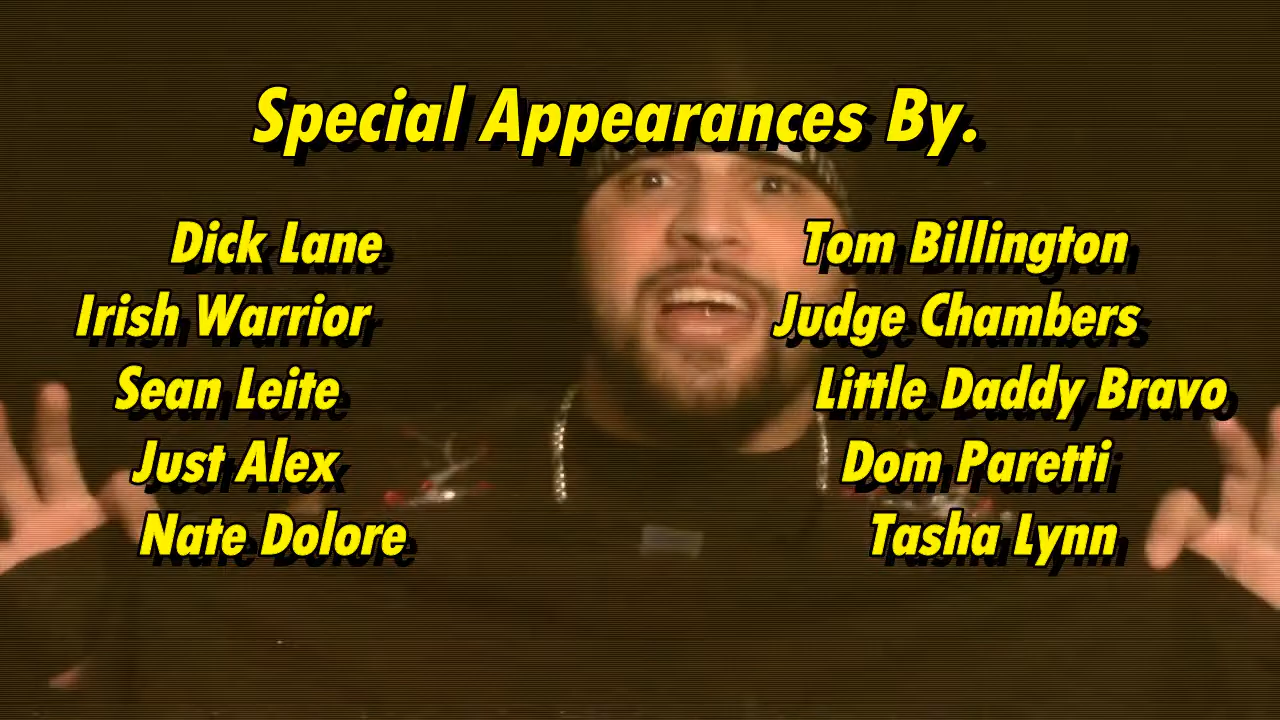 Special Appearances By.
Dick Lane
Irish Warrior
Sean Leite
Just Alex
Nate Dolore
Tom Billington
Judge Chambers
Little Daddy Bravo
Dom Paretti
Tasha Lynn